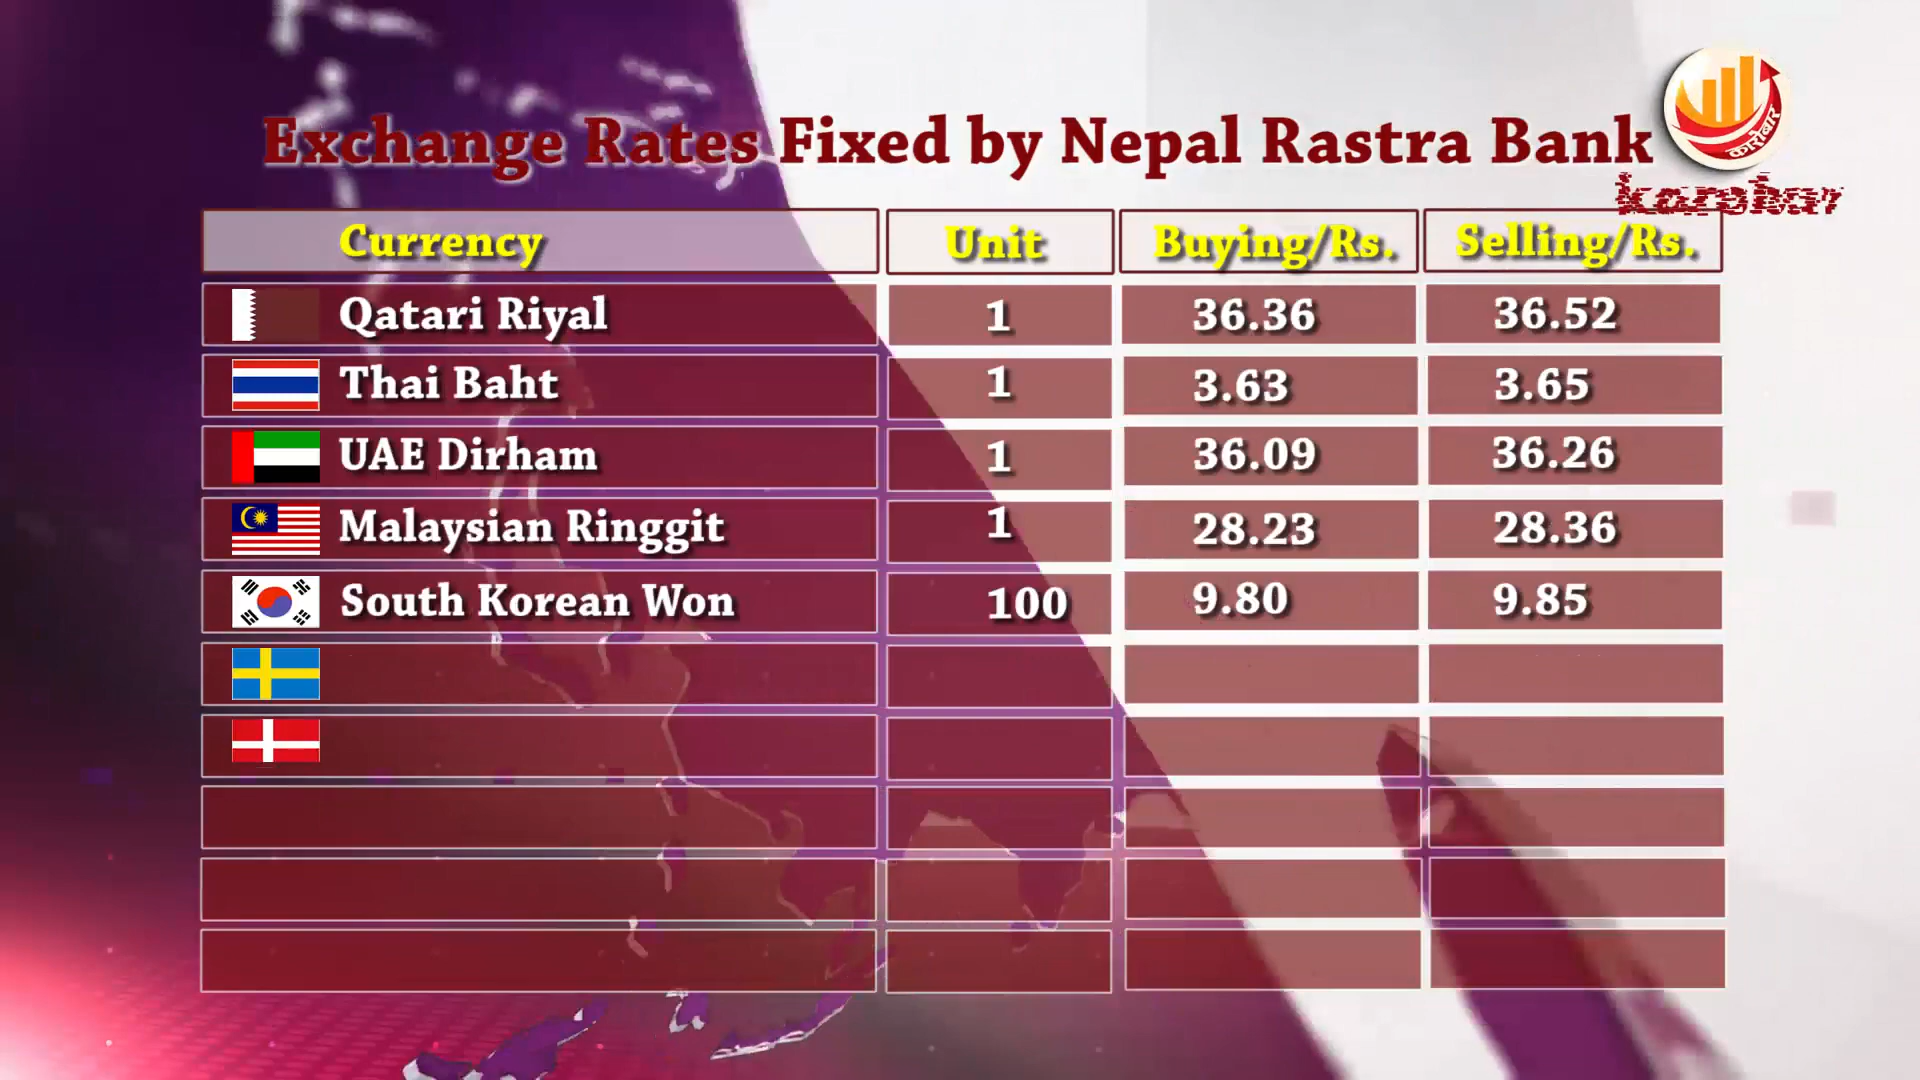 Exchange Rates Fixed by Nepal Rastra Bank
करोबार
karobar
Currency Unit Buying/Rs. Selling/Rs.
Qatari Riyal 1 36.36 36.52
Thai Baht 1 3.63 3.65
UAE Dirham 1 36.09 36.26
Malaysian Ringgit 1 28.23 28.36
South Korean Won 100 9.80 9.85